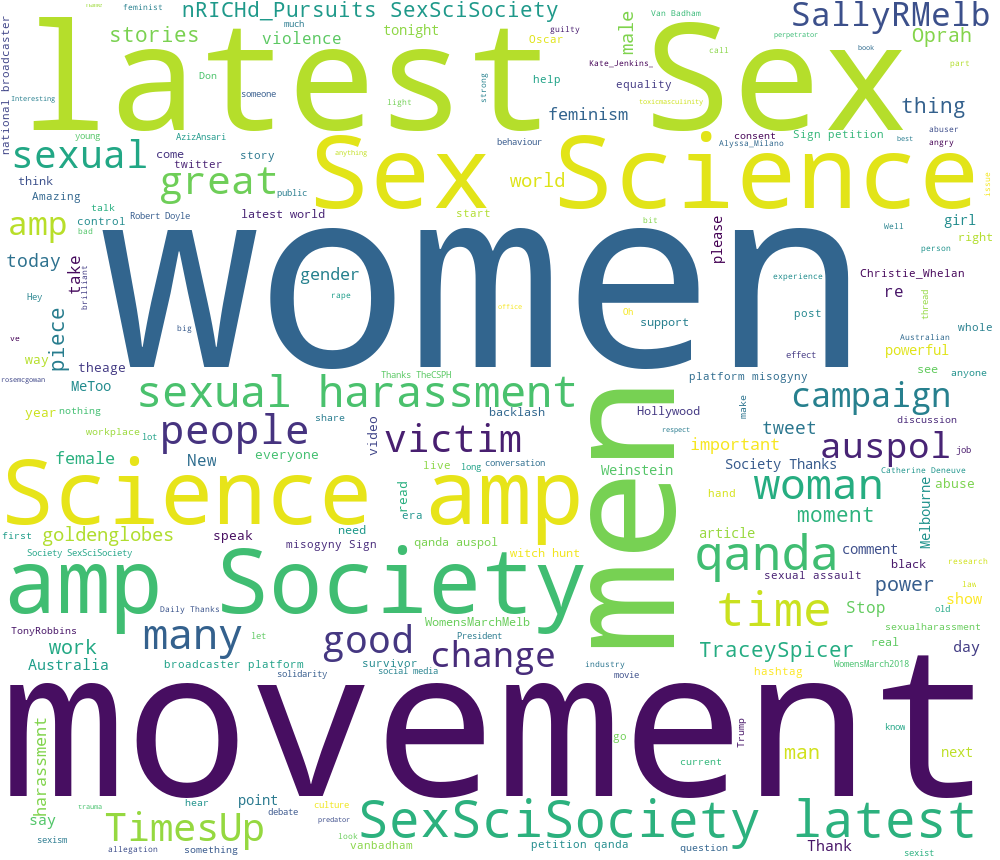 nRICHd_Pursuits SexSciSociety
much
feminist
Van Badham
SallyRMelb
national broadcaster
stories
violence
tonight
Oscar
guilty
male
call
perpetrator
book
Oprah
part
latest Sex
Don
someone
Interesting
light
strong
help
Kate_Jenkins_
equality
toxicmasculinity
thing
feminism
young
AzizAnsari
anything
behaviour
consent
Alyssa_Milano
Sign petition
best
abuser
angry
sexual
come
twitter
story
great
Sex Science
world
issue
think
Amazing
public
amp
talk
control
bad
Robert Doyle
latest world
start
bit
please
girl
Well
right
person
women
today
take
brilliant
gender
rape
Hey
big
office
Oh
support
experience
post
Christie_Whelan
re
thread
whole
Australian
powerful
ve
piece
way
theage
effect
see
anyone
rosemcgowan
MeToo
Thanks TheCSPH
platform misogyny
sexual harassment
men
campaign
year
nothing
share
backlash
Hollywood
make
discussion
workplace
lot
people
victim
video
respect
important
tweet
auspol
job
female
New
everyone
live
long
conversation
Weinstein
Society Thanks
Catherine Deneuve
Science amp
read
era
woman
abuse
hand
moment
Melbourne
first
goldenglobes
speak
need
misogyny Sign
qanda auspol
witch hunt
article
qanda
comment
black
research
Society SexSciSociety
amp Society
sexual assault
power
law
show
Daily Thanks
WomensMarchMelb
time
Stop
old
sexualharassment
TonyRobbins
many
let
good
President
change
real
work
Australia
broadcaster platform
survivor
solidarity
social media
industry
movie
TraceySpicer
hashtag
WomensMarch2018
day
movement
harassment
go
Trump
current
man
know
next
say
trauma
hear
point
debate
culture
predator
sexism
TimesUp
allegation
something
look
vanbadham
SexSciSociety latest
petition qanda
question
Thank
sexist